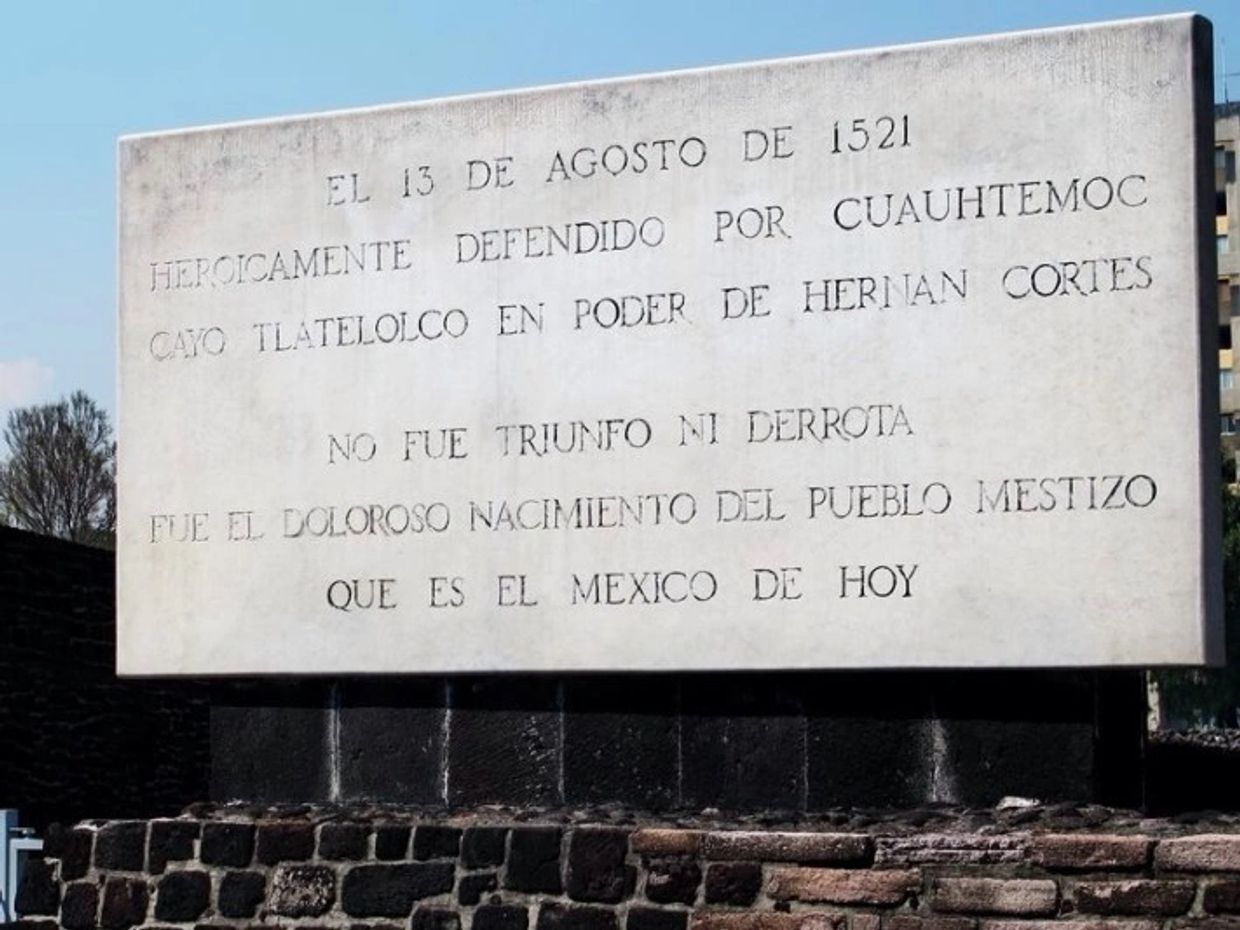 EL 13 DE AGOSTO DE 1521
HEROICAMENTE DEFENDIDO POR CUAUHTEMOC
CAYO TLATELOLCO EN PODER DE HERNAN CORTES
NO FUE TRIUNFO NI DERROTA
FUE EL DOLOROSO NACIMIENTO DEL PUEBLO MESTIZO
QUE ES EL MEXICO DE HOY